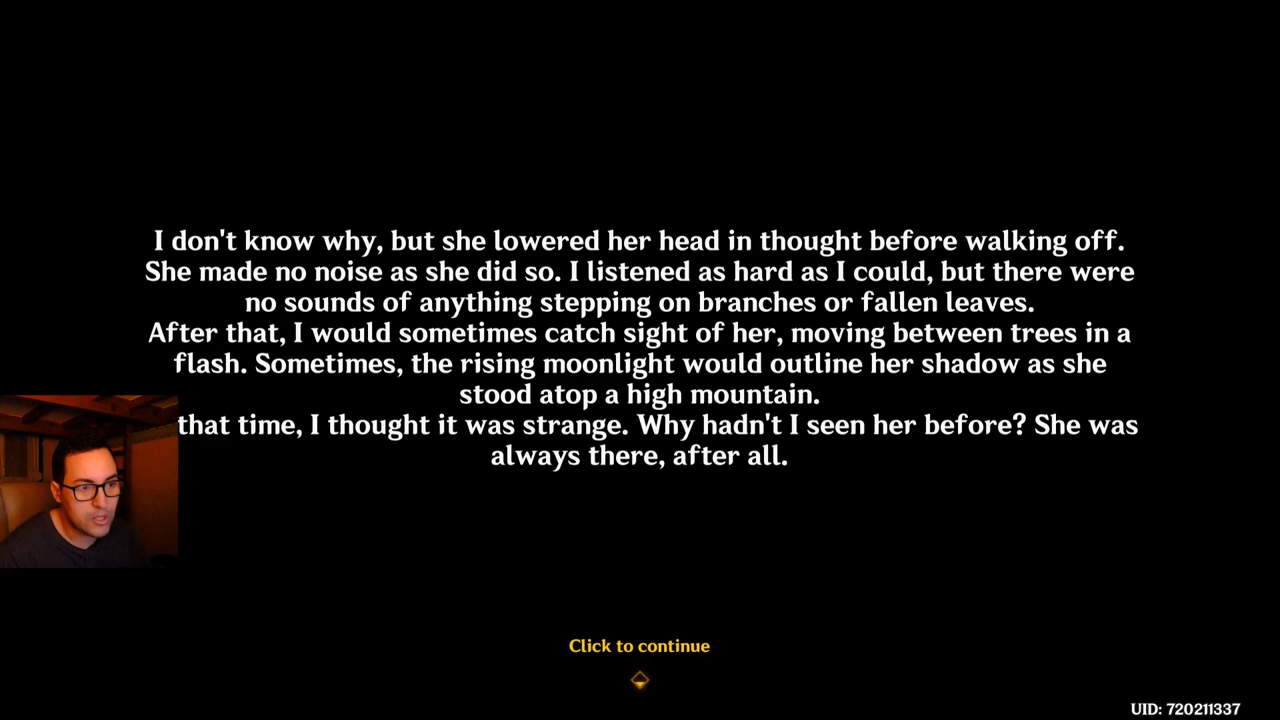 I don't know why, but she lowered her head in thought before walking off.
She made no noise as she did so. I listened as hard as I could, but there were
no sounds of anything stepping on branches or fallen leaves.
After that, I would sometimes catch sight of her, moving between trees in a
flash. Sometimes, the rising moonlight would outline her shadow as she
stood atop a high mountain.
that time, I thought it was strange. Why hadn't I seen her before? She was
always there, after all.
Click to continue
UID: 720211337